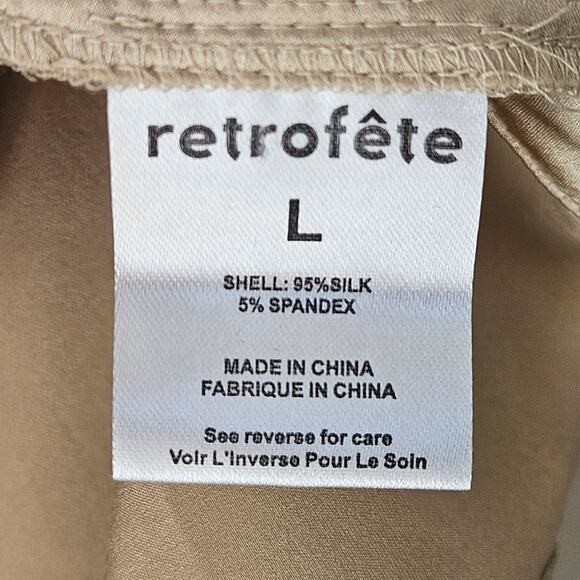 retrofête
L
SHELL: 95%SILK
5% SPANDEX
MADE IN CHINA
FABRIQUE IN CHINA
See reverse for care
Voir L'Inverse Pour Le Soin